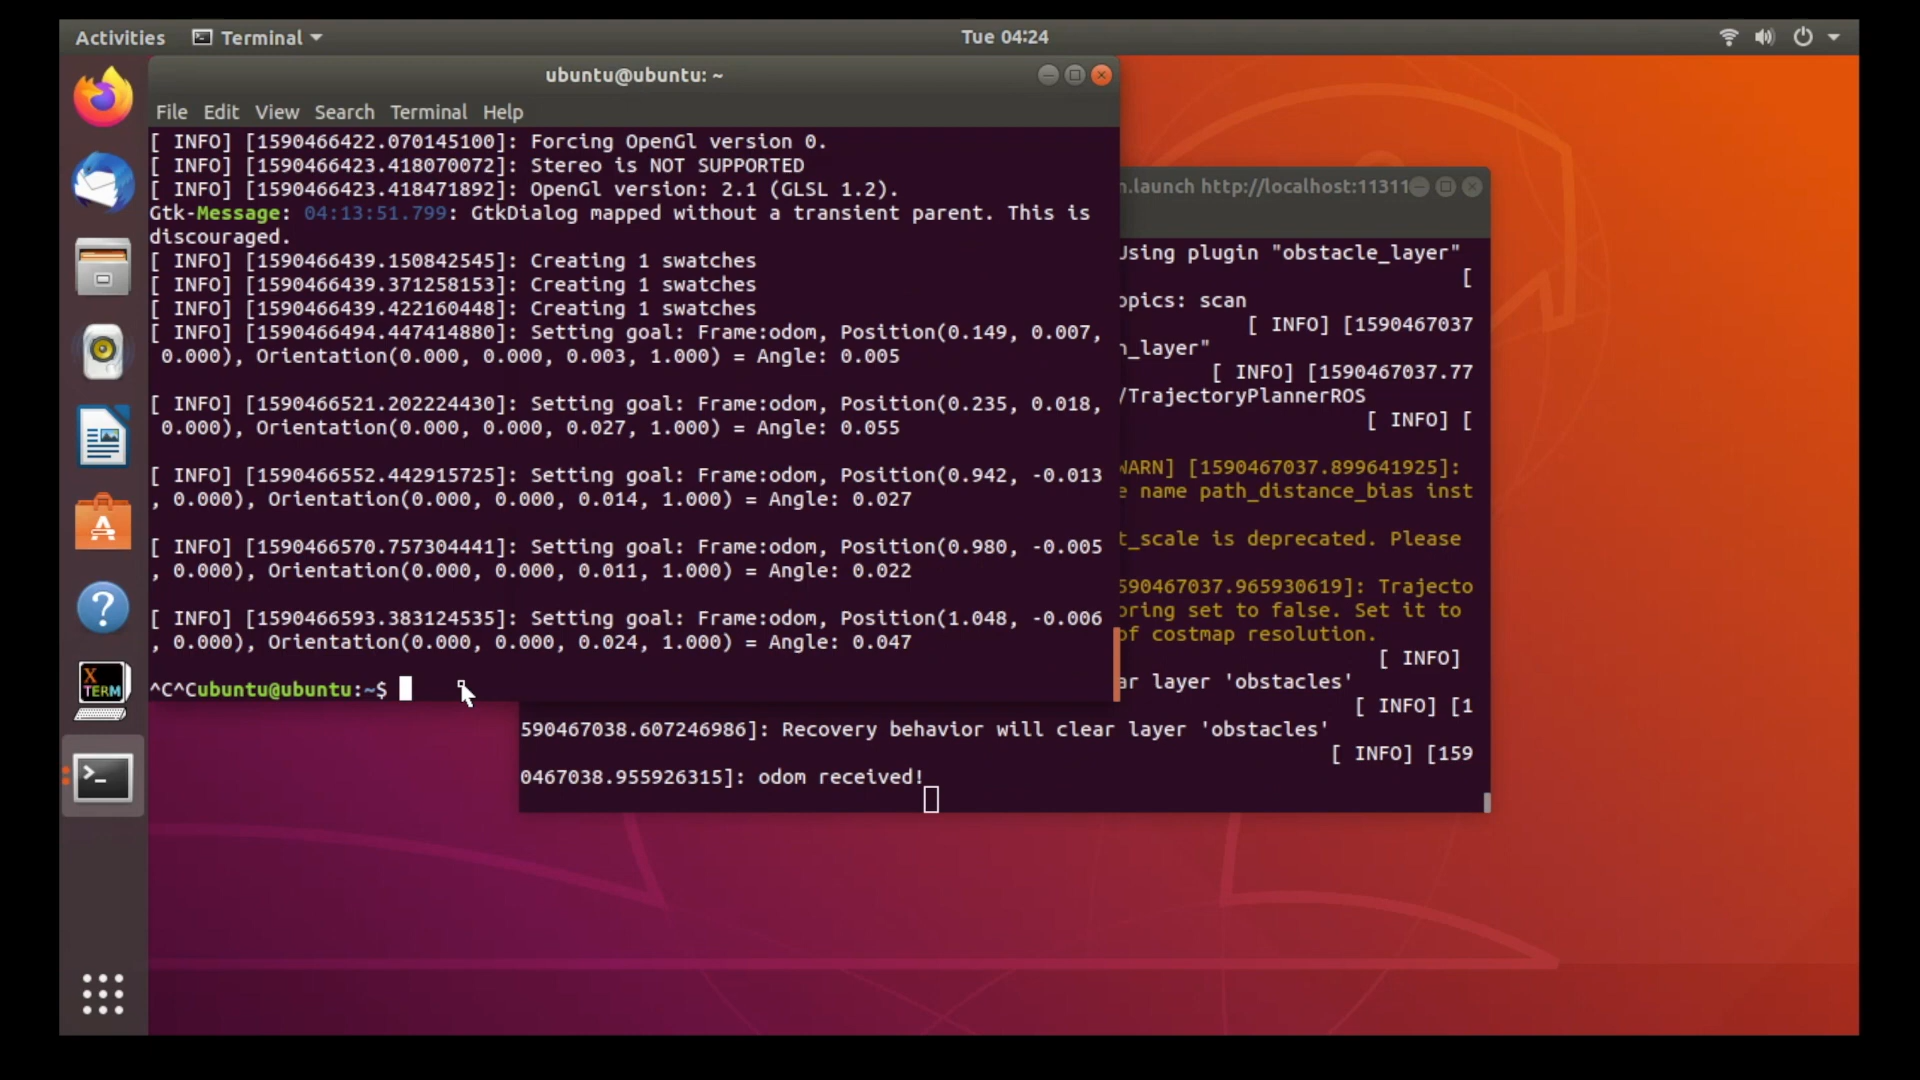 Activities Terminal Tue 04:24
ubuntu@ubuntu: ~
File Edit View Search Terminal Help
[ INFO] [1590466422.070145100]: Forcing OpenGl version 0.
[ INFO] [1590466423.418070072]: Stereo is NOT SUPPORTED
[ INFO] [1590466423.418471892]: OpenGl version: 2.1 (GLSL 1.2).
Gtk-Message: 04:13:51.799: GtkDialog mapped without a transient parent. This is
discouraged.
[ INFO] [1590466439.150842545]: Creating 1 swatches
[ INFO] [1590466439.371258153]: Creating 1 swatches
[ INFO] [1590466439.422160448]: Creating 1 swatches
[ INFO] [1590466494.447414880]: Setting goal: Frame:odom, Position(0.149, 0.007,
 0.000), Orientation(0.000, 0.000, 0.003, 1.000) = Angle: 0.005
[ INFO] [1590466521.202224430]: Setting goal: Frame:odom, Position(0.235, 0.018,
 0.000), Orientation(0.000, 0.000, 0.027, 1.000) = Angle: 0.055
[ INFO] [1590466552.442915725]: Setting goal: Frame:odom, Position(0.942, -0.013
, 0.000), Orientation(0.000, 0.000, 0.014, 1.000) = Angle: 0.027
[ INFO] [1590466570.757304441]: Setting goal: Frame:odom, Position(0.980, -0.005
, 0.000), Orientation(0.000, 0.000, 0.011, 1.000) = Angle: 0.022
[ INFO] [1590466593.383124535]: Setting goal: Frame:odom, Position(1.048, -0.006
, 0.000), Orientation(0.000, 0.000, 0.024, 1.000) = Angle: 0.047
^C^Cubuntu@ubuntu:~$
n.launch http://localhost:11311
Using plugin "obstacle_layer"
[
opics: scan
[ INFO] [1590467037
n_layer"
[ INFO] [1590467037.77
/TrajectoryPlannerROS
[ INFO] [
WARN] [1590467037.899641925]:
e name path_distance_bias inst
t_scale is deprecated. Please
590467037.965930619]: Trajecto
oring set to false. Set it to
of costmap resolution.
[ INFO]
ar layer 'obstacles'
[ INFO] [1
590467038.607246986]: Recovery behavior will clear layer 'obstacles'
[ INFO] [159
0467038.955926315]: odom received!
X
TERM